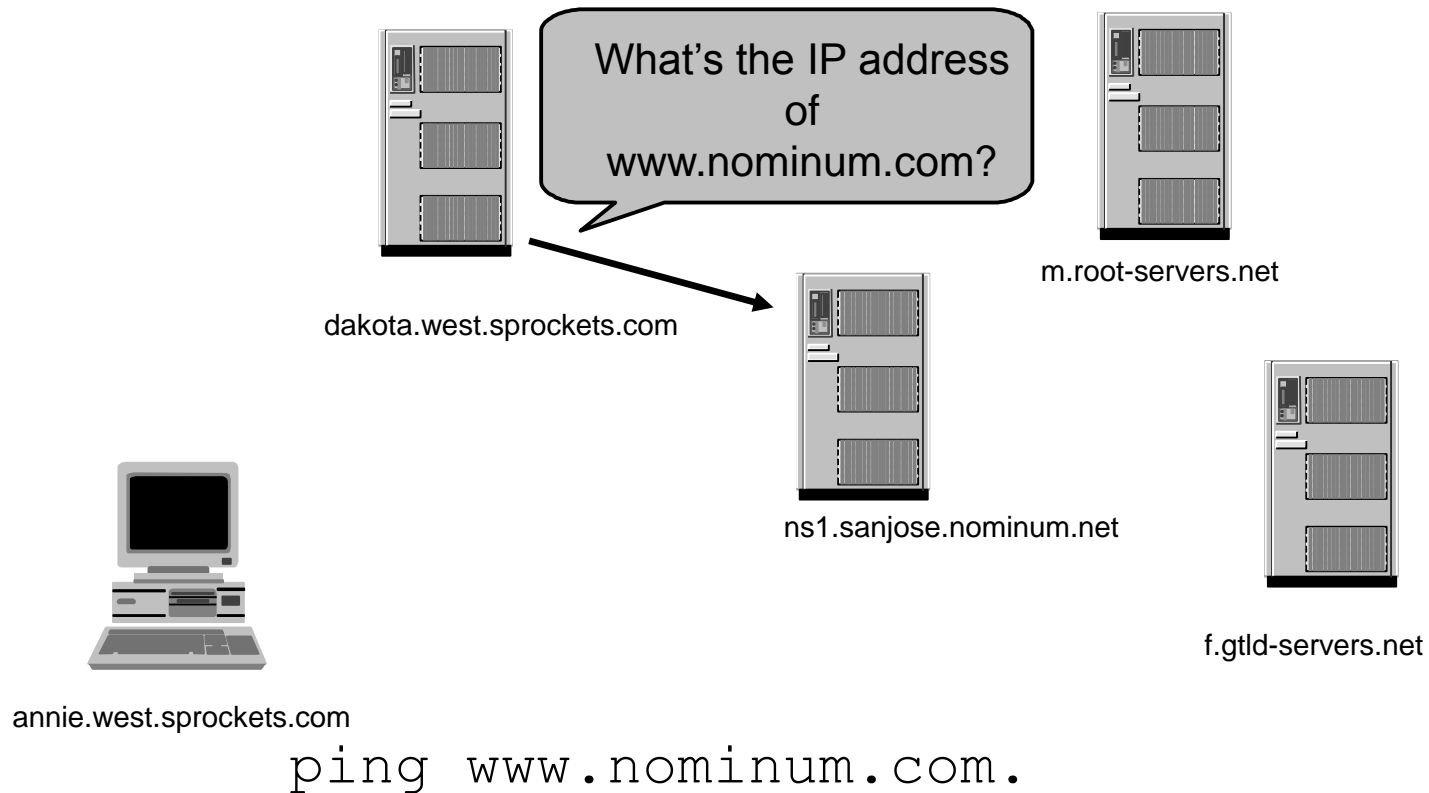 What’s the IP address
of
www.nominum.com?
m.root-servers.net
dakota.west.sprockets.com
ns1.sanjose.nominum.net
f.gtld-servers.net
annie.west.sprockets.com
ping www.nominum.com.